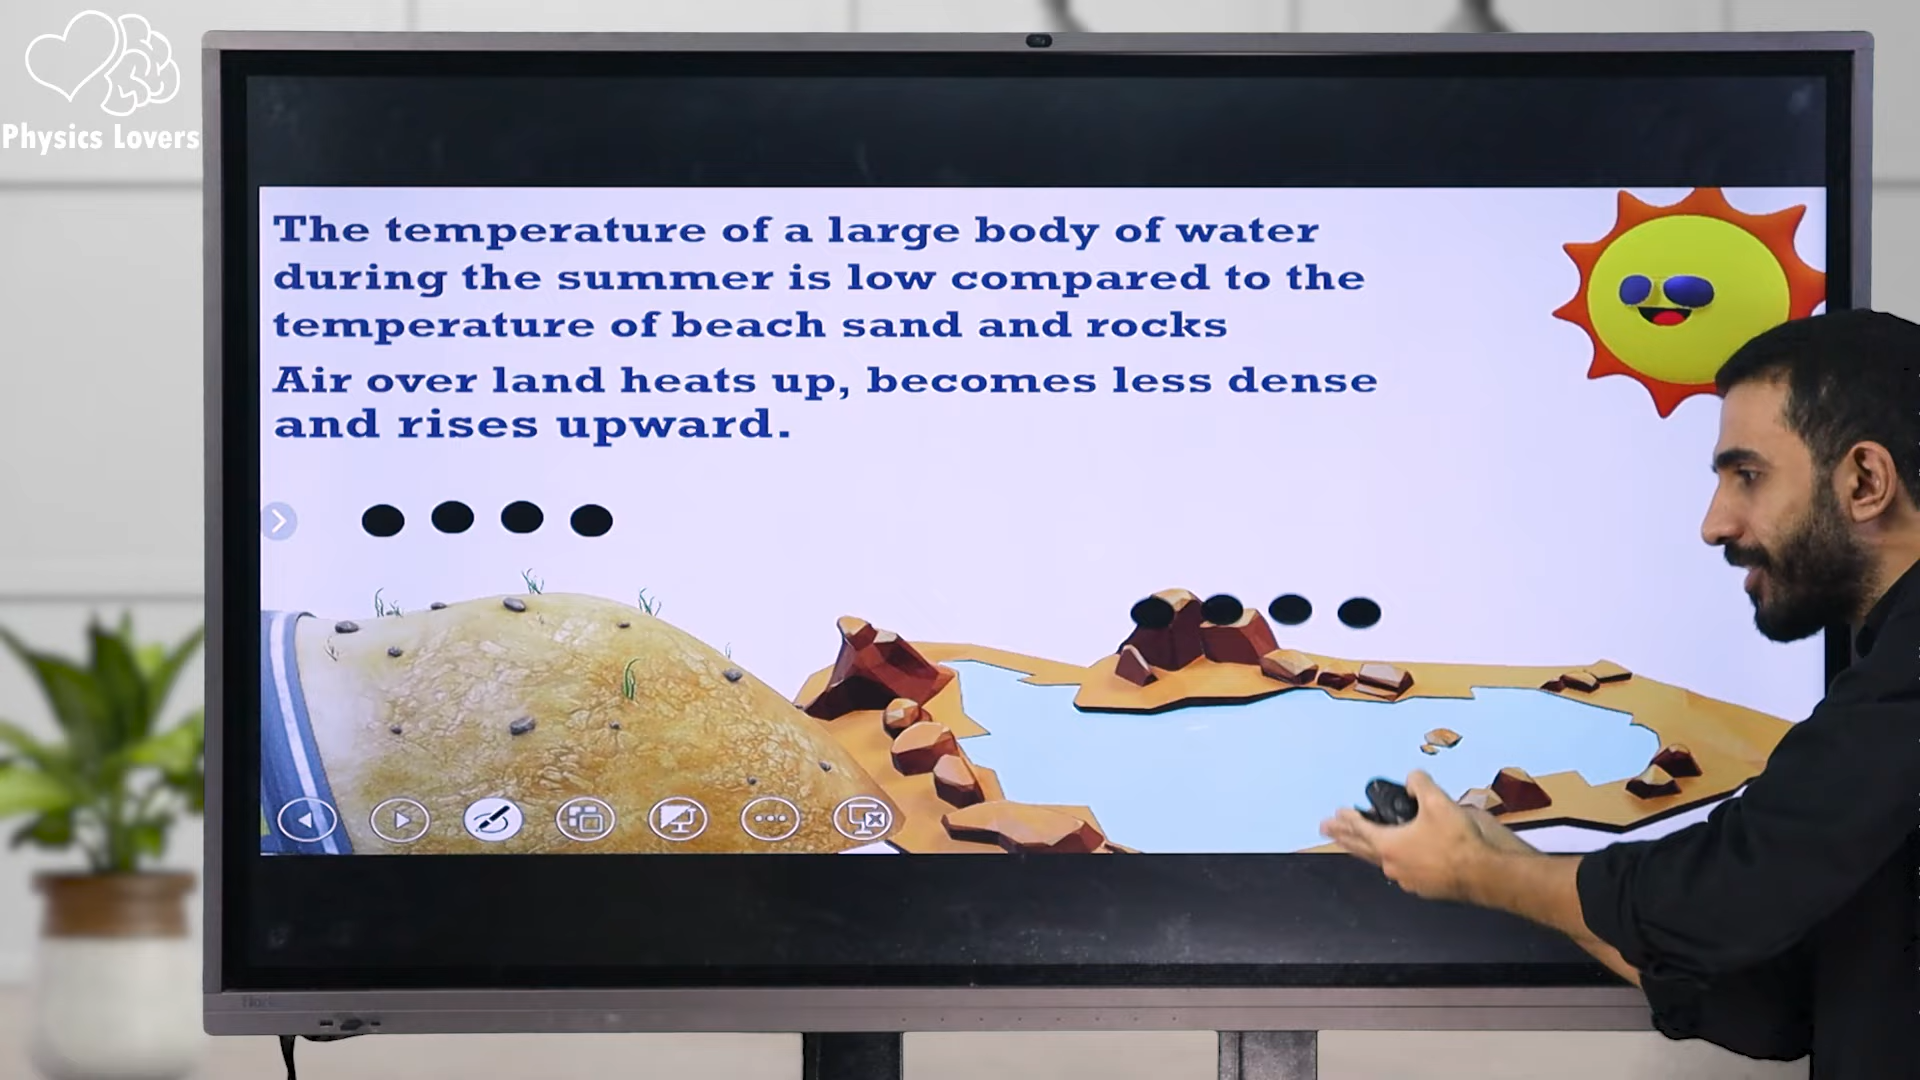 Physics Lovers
The temperature of a large body of water
during the summer is low compared to the
temperature of beach sand and rocks
Air over land heats up, becomes less dense
and rises upward.